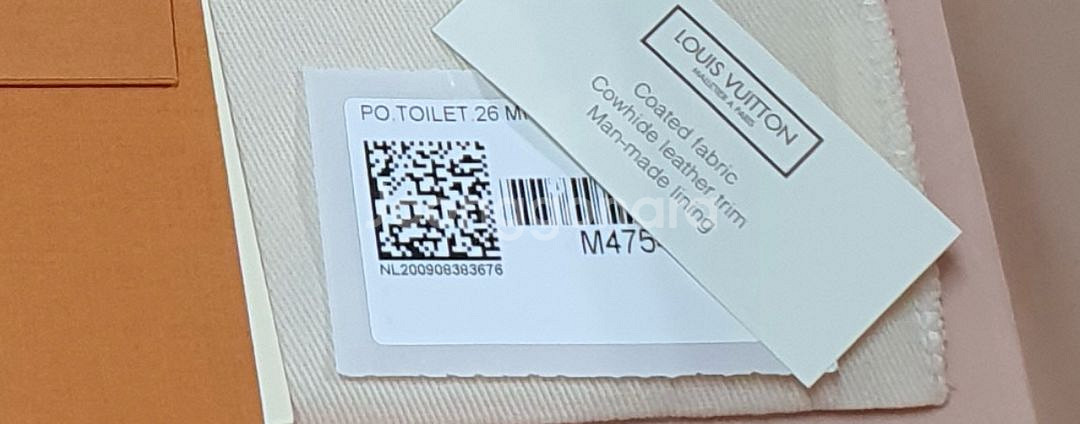 PO.TOILET.26 M
NL200908383676
M475
LOUIS VUITTON
MALLETIER A PARIS
Coated fabric
Cowhide leather trim
Man-made lining